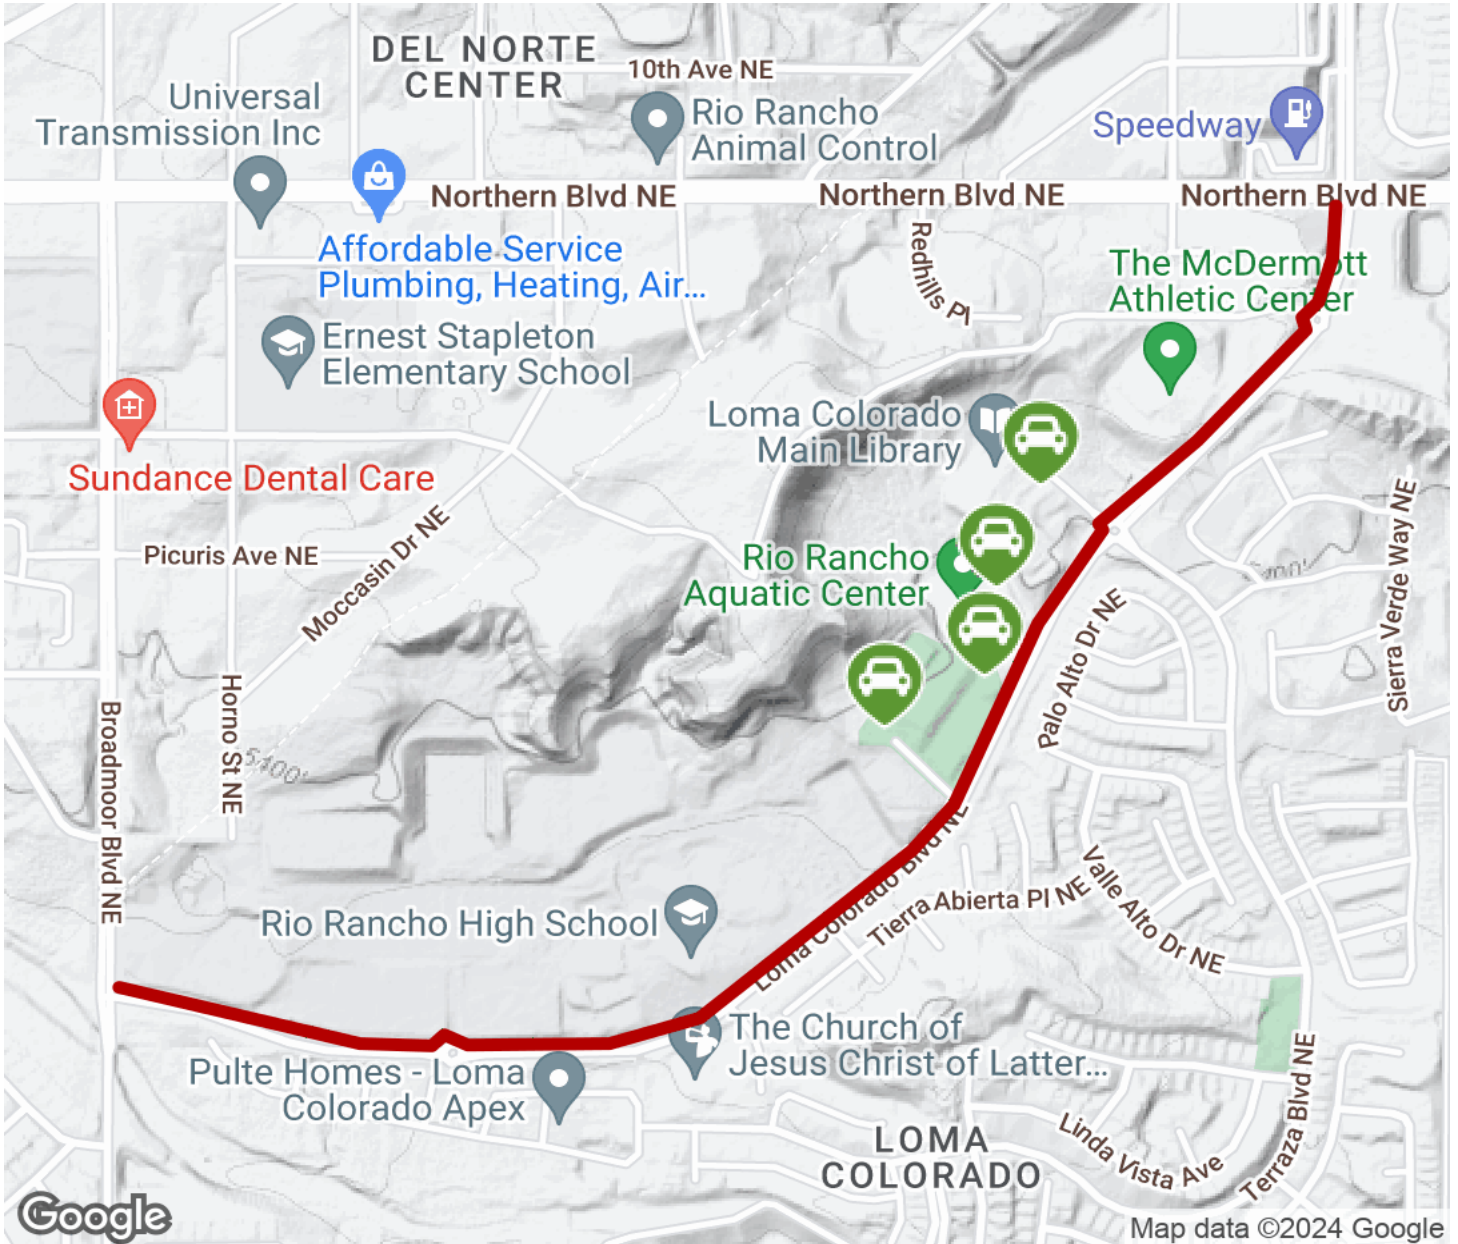 DEL NORTE
CENTER
10th Ave NE
Universal
Transmission Inc
Rio Rancho
Animal Control
Speedway
Northern Blvd NE
Northern Blvd NE
Northern Blvd NE
Affordable Service
Plumbing, Heating, Air...
Redhills Pl
The McDermott
Athletic Center
Ernest Stapleton
Elementary School
Loma Colorado
Main Library
Sundance Dental Care
Picuris Ave NE
Moccasin Dr NE
Rio Rancho
Aquatic Center
5400'
Sierra Verde Way NE
Palo Alto Dr NE
Broadmoor Blvd NE
Horno St NE
5400'
Loma Colorado Blvd NE
Tierra Abierta Pl NE
Valle Alto Dr NE
Rio Rancho High School
The Church of
Jesus Christ of Latter...
Pulte Homes - Loma
Colorado Apex
LOMA
COLORADO
Linda Vista Ave
Terraza Blvd NE
Google
Map data ©2024 Google